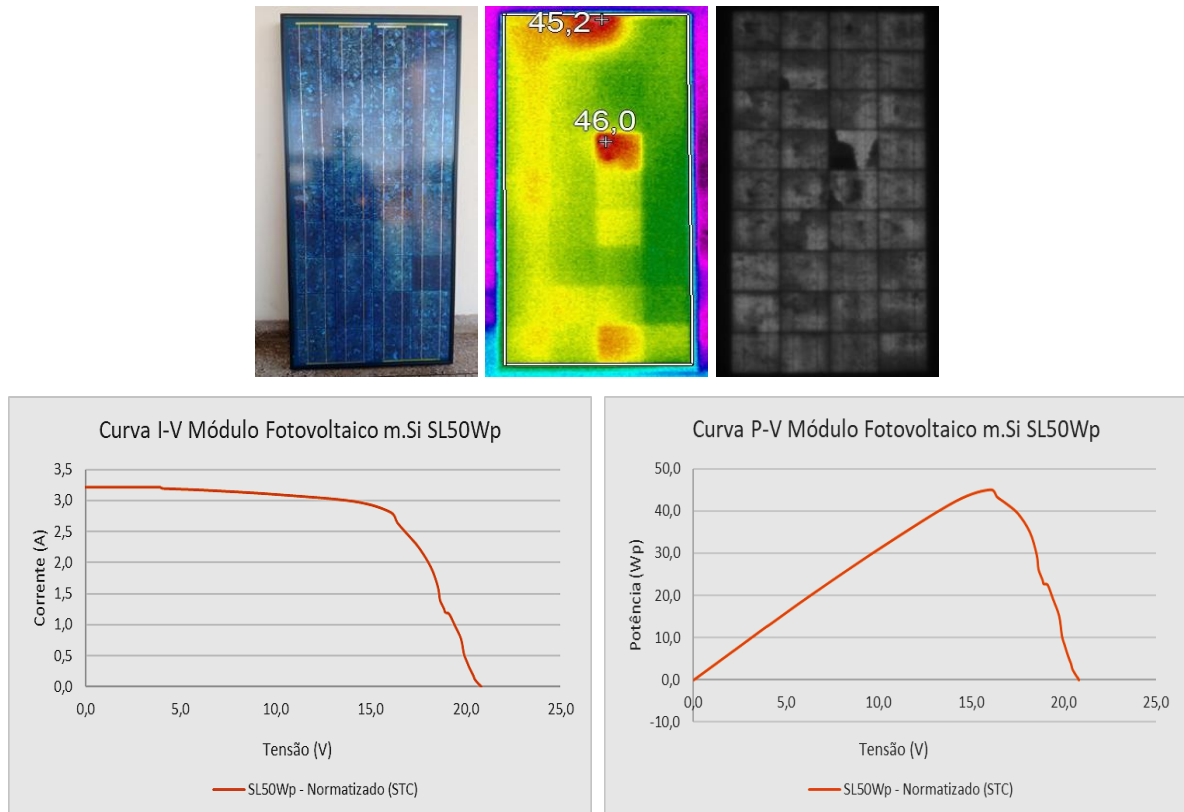 45,2
46,0
Curva I-V Módulo Fotovoltaico m.Si SL50Wp
3,5
3,0
2,5
2,0
1,5
1,0
0,5
0,0
Corrente (A)
0,0 5,0 10,0 15,0 20,0 25,0
Tensão (V)
SL50Wp - Normatizado (STC)
Curva P-V Módulo Fotovoltaico m.Si SL50Wp
50,0
40,0
30,0
20,0
10,0
0,0
-10,0
Potência (Wp)
0,0 5,0 10,0 15,0 20,0 25,0
Tensão (V)
SL50Wp - Normatizado (STC)